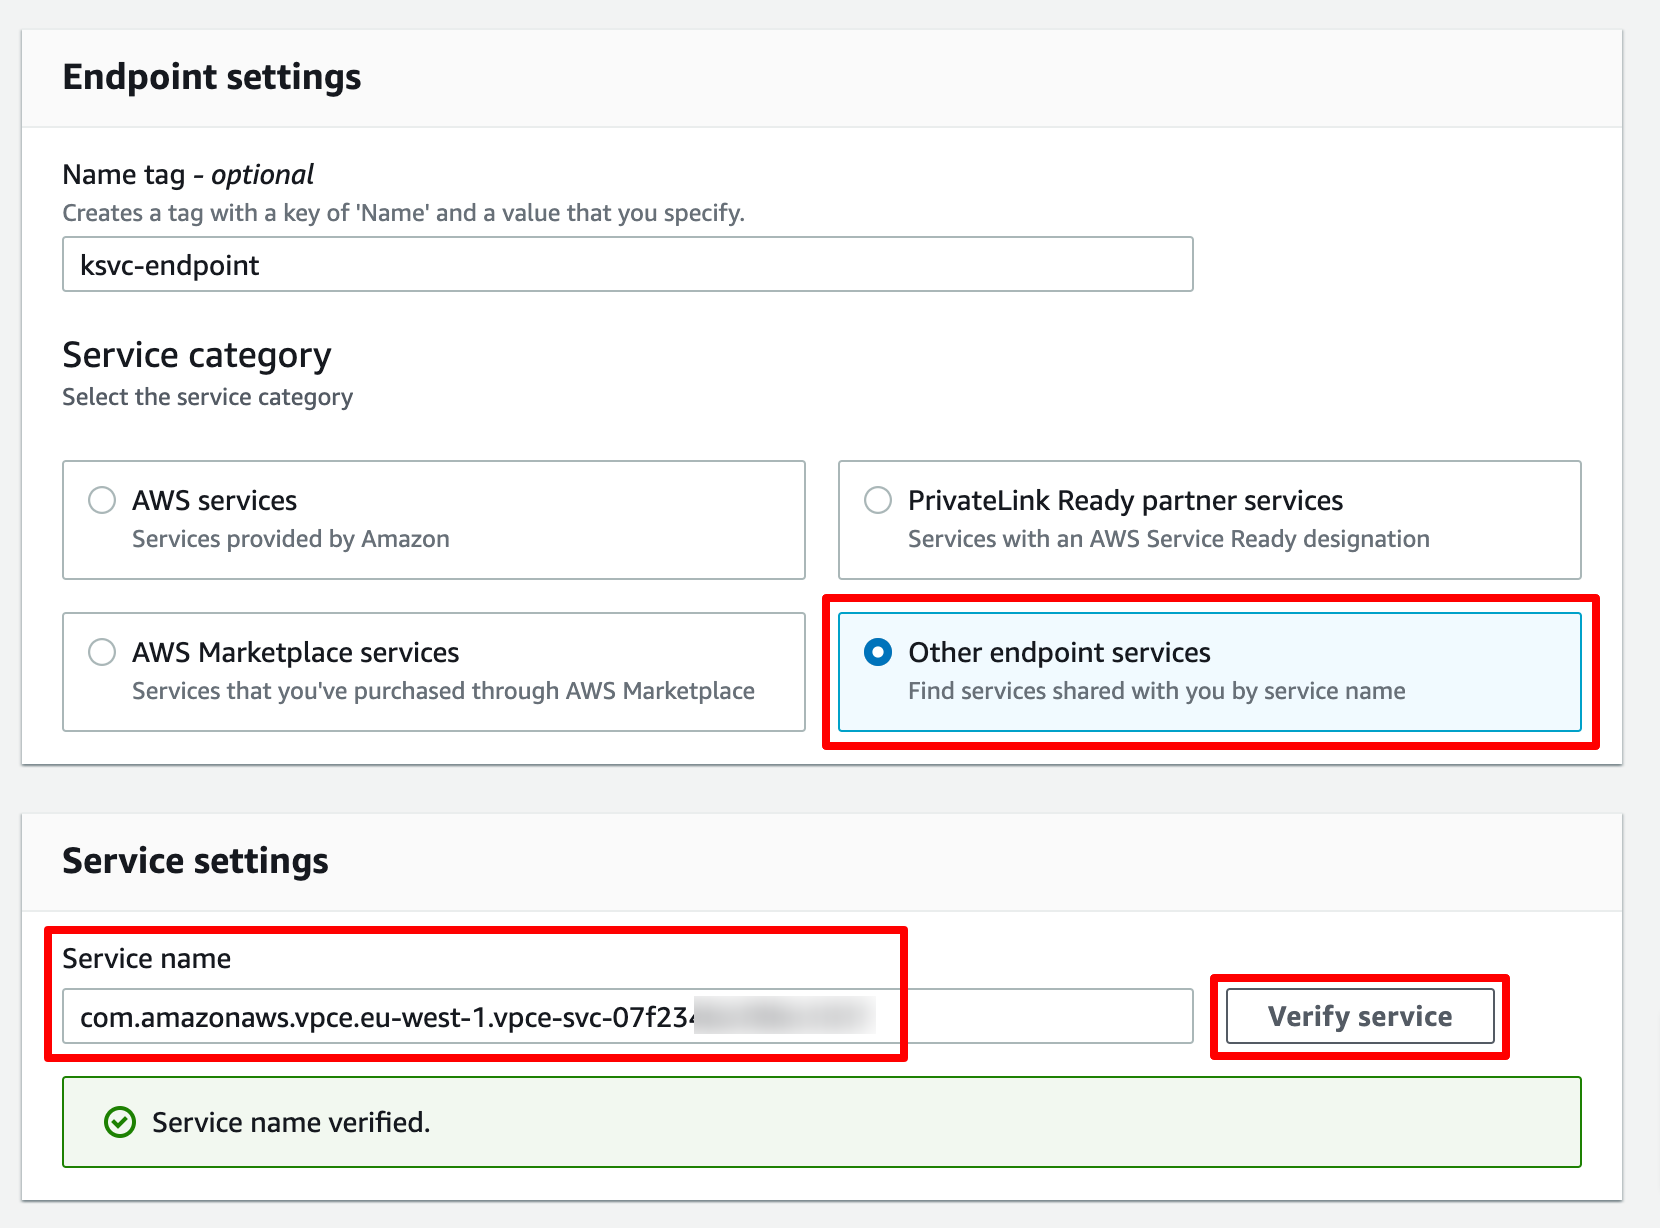 Endpoint settings
Name tag - optional
Creates a tag with a key of 'Name' and a value that you specify.
ksvc-endpoint
Service category
Select the service category
AWS services
Services provided by Amazon
PrivateLink Ready partner services
Services with an AWS Service Ready designation
AWS Marketplace services
Services that you've purchased through AWS Marketplace
Other endpoint services
Find services shared with you by service name
Service settings
Service name
com.amazonaws.vpce.eu-west-1.vpce-svc-07f234
Verify service
Service name verified.